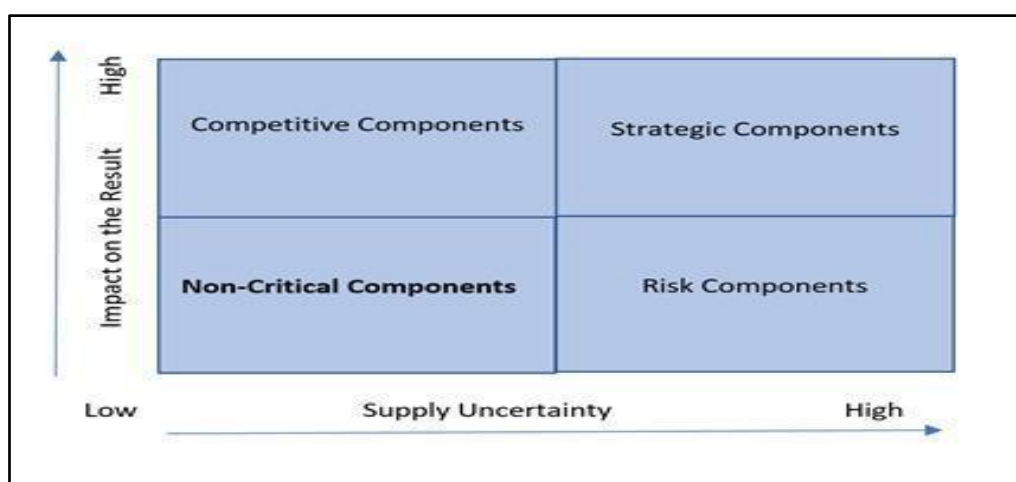 High
Impact on the Result
Competitive Components
Strategic Components
Non-Critical Components
Risk Components
Low
Supply Uncertainty
High